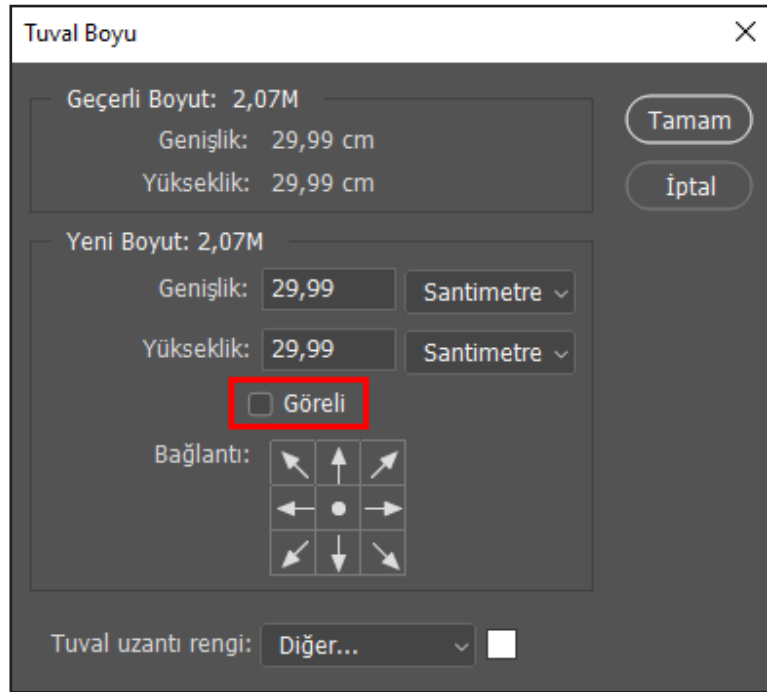 Tuval Boyu
Geçerli Boyut: 2,07M
Genişlik: 29,99 cm
Yükseklik: 29,99 cm
Tamam
İptal
Yeni Boyut: 2,07M
Genişlik: 29,99 Santimetre
Yükseklik: 29,99 Santimetre
Göreli
Bağlantı:
Tuval uzantı rengi: Diğer...